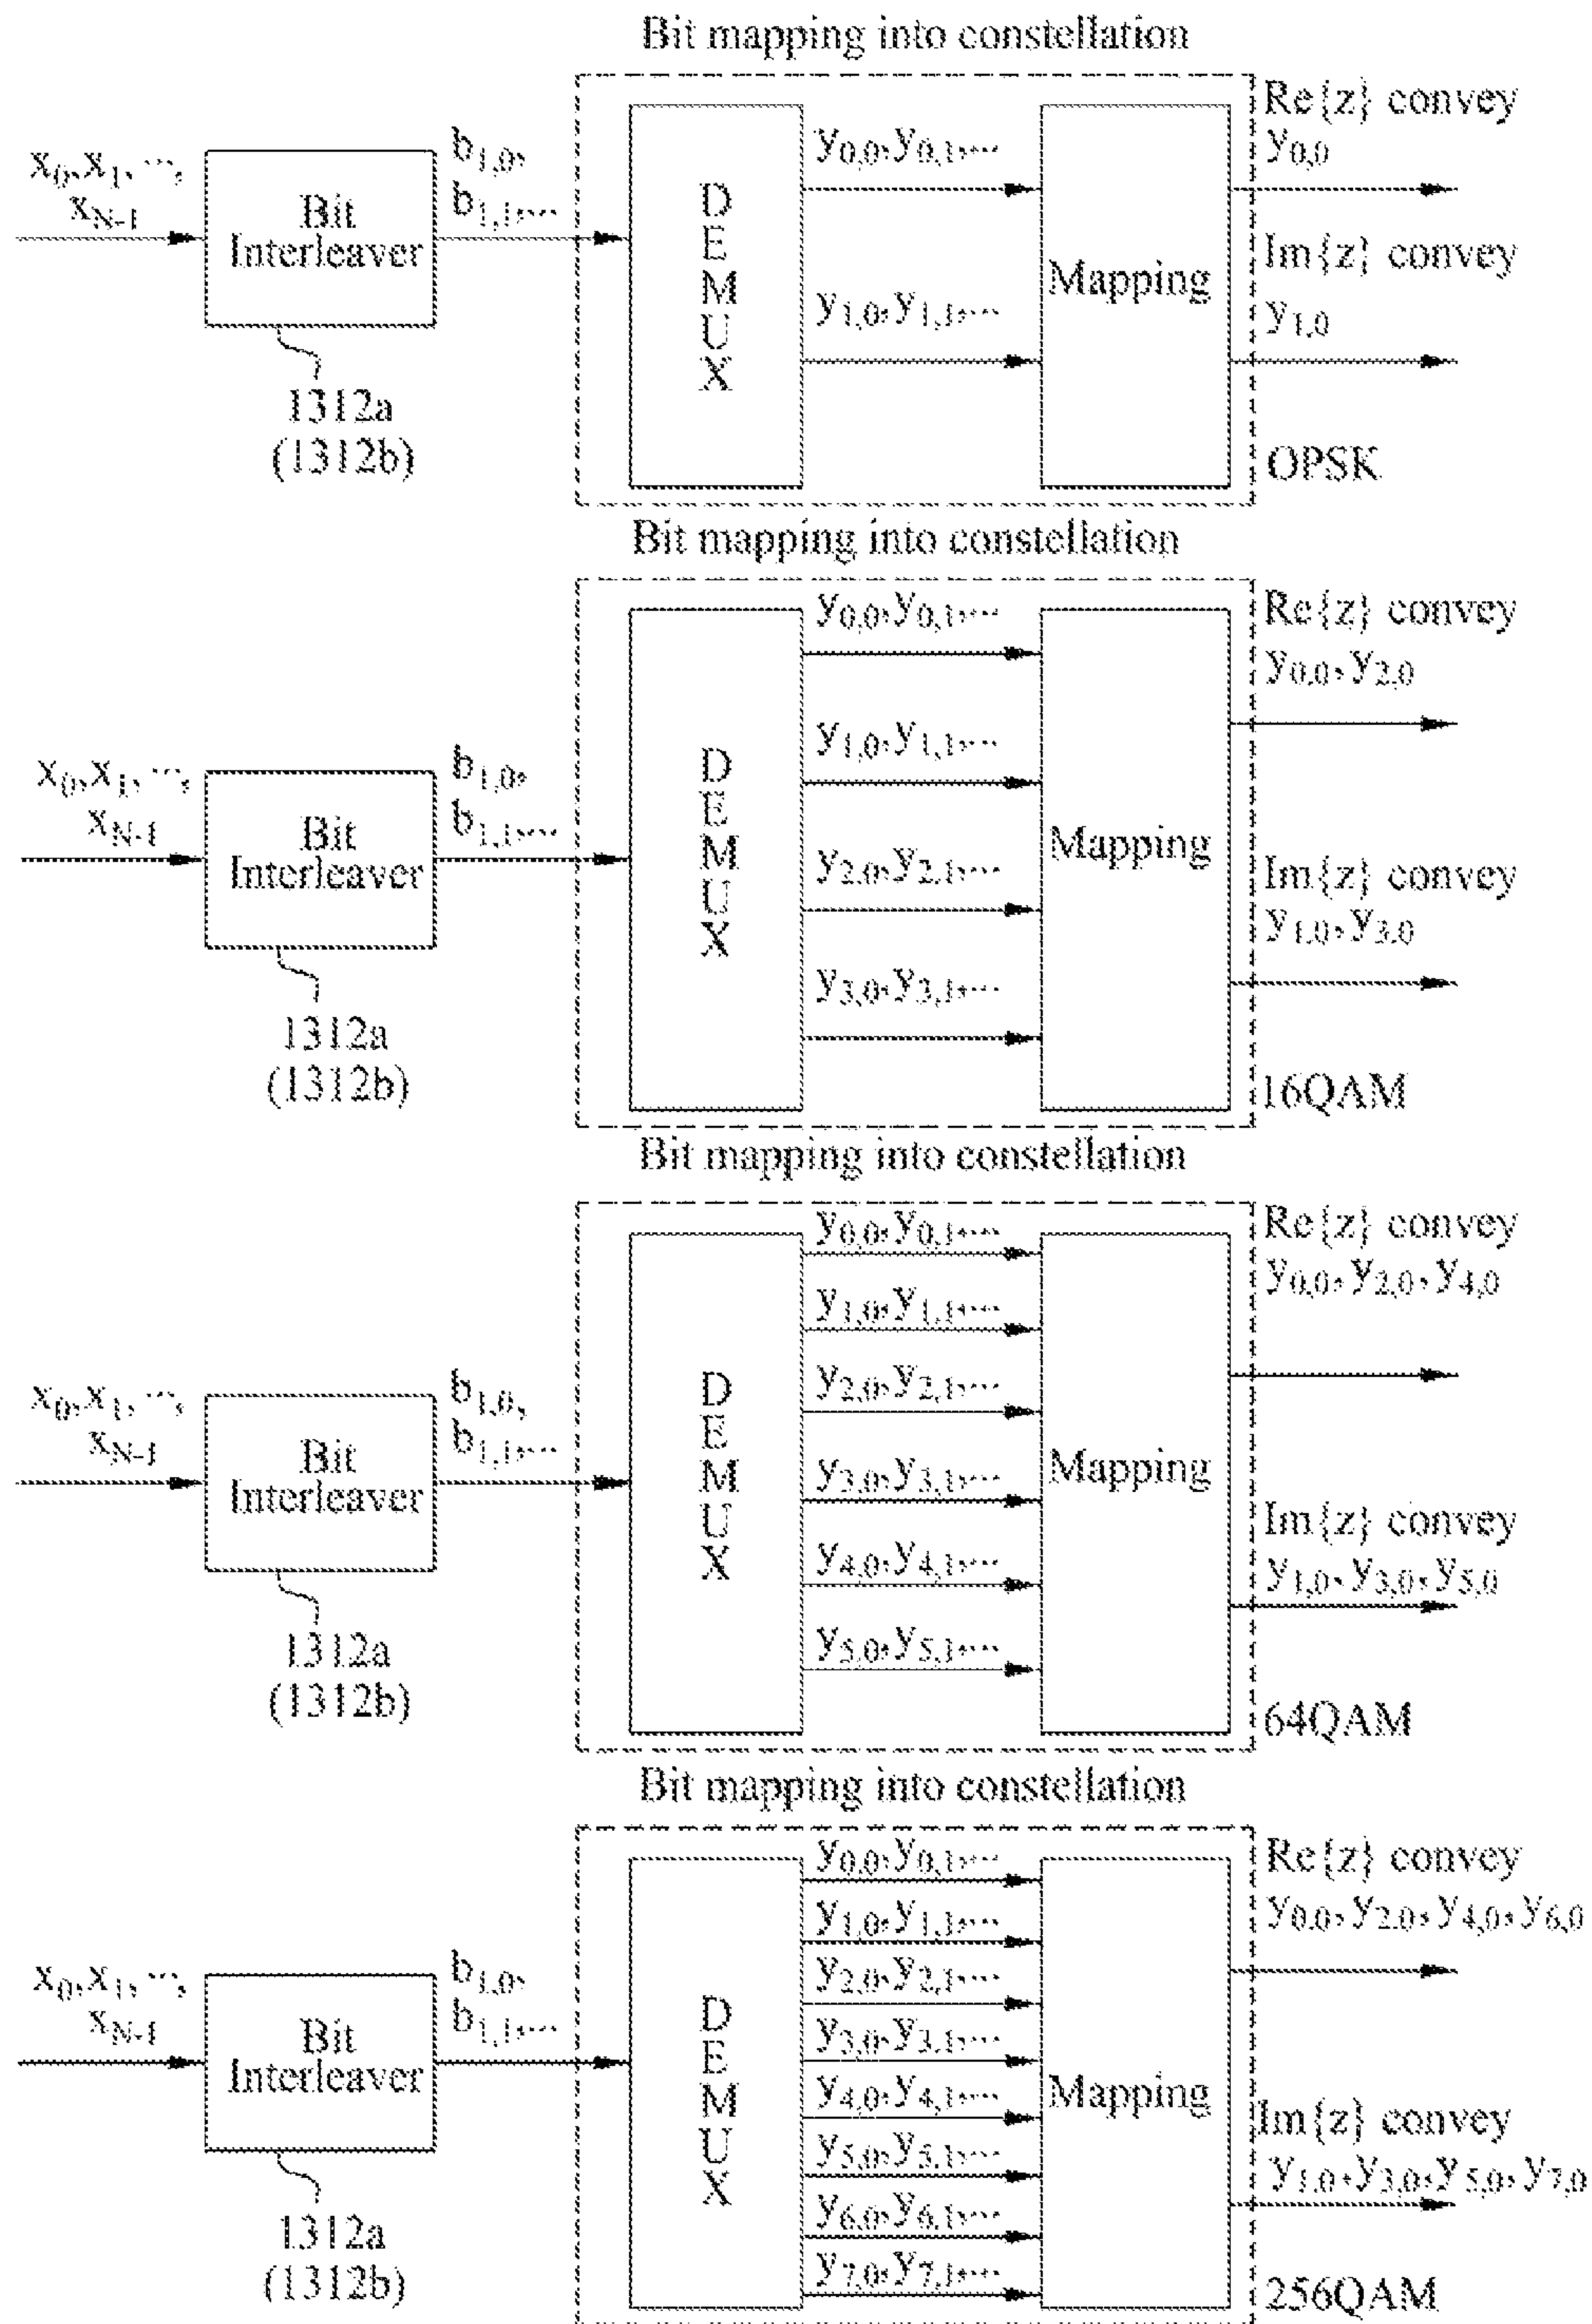 Bit mapping into constellation
x0,x1, ...,
xN-1
Bit
Interleaver
b1,0,
b1,1,...
1312a
(1312b)
DEMUX
y0,0,y0,1,...
y1,0,y1,1,...
Mapping
Re{z} convey
y0,0
Im{z} convey
y1,0
OPSK
Bit mapping into constellation
x0,x1, ...,
xN-1
Bit
Interleaver
b1,0,
b1,1,...
1312a
(1312b)
DEMUX
y0,0,y0,1,...
y1,0,y1,1,...
y2,0,y2,1,...
y3,0,y3,1,...
Mapping
Re{z} convey
y0,0,y2,0
Im{z} convey
y1,0,y3,0
16QAM
Bit mapping into constellation
x0,x1, ...,
xN-1
Bit
Interleaver
b1,0,
b1,1,...
1312a
(1312b)
DEMUX
y0,0,y0,1,...
y1,0,y1,1,...
y2,0,y2,1,...
y3,0,y3,1,...
y4,0,y4,1,...
y5,0,y5,1,...
Mapping
Re{z} convey
y0,0,y2,0,y4,0
Im{z} convey
y1,0,y3,0,y5,0
64QAM
Bit mapping into constellation
x0,x1, ...,
xN-1
Bit
Interleaver
b1,0,
b1,1,...
1312a
(1312b)
DEMUX
y0,0,y0,1,...
y1,0,y1,1,...
y2,0,y2,1,...
y3,0,y3,1,...
y4,0,y4,1,...
y5,0,y5,1,...
y6,0,y6,1,...
y7,0,y7,1,...
Mapping
Re{z} convey
y0,0,y2,0,y4,0,y6,0
Im{z} convey
y1,0,y3,0,y5,0,y7,0
256QAM